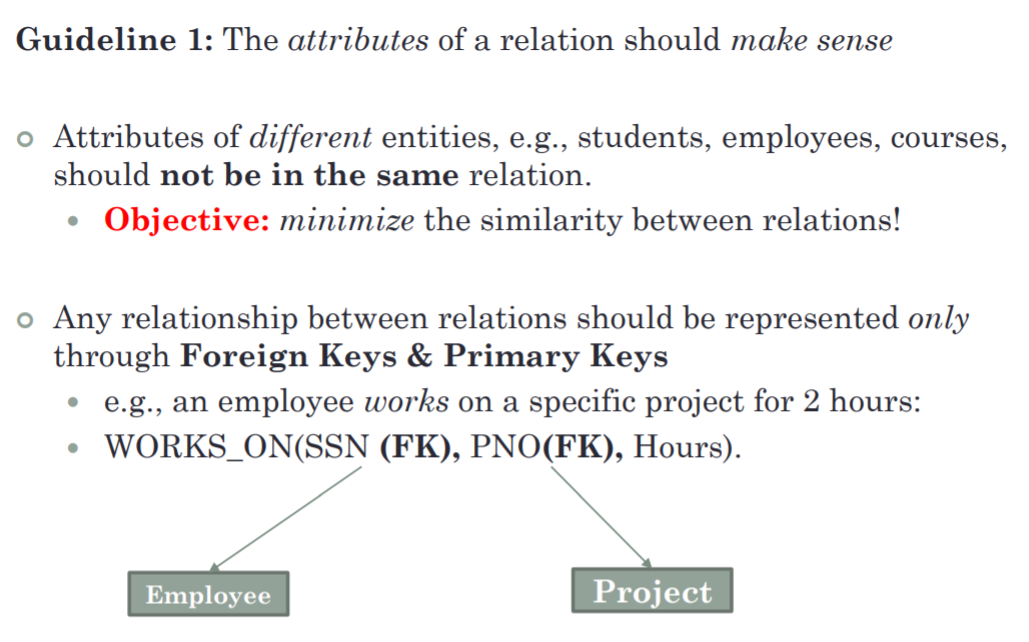 Guideline 1: The attributes of a relation should make sense
Attributes of different entities, e.g., students, employees, courses,
should not be in the same relation.
Objective: minimize the similarity between relations!
Any relationship between relations should be represented only
through Foreign Keys & Primary Keys
e.g., an employee works on a specific project for 2 hours:
WORKS_ON(SSN (FK), PNO(FK), Hours).
Employee
Project